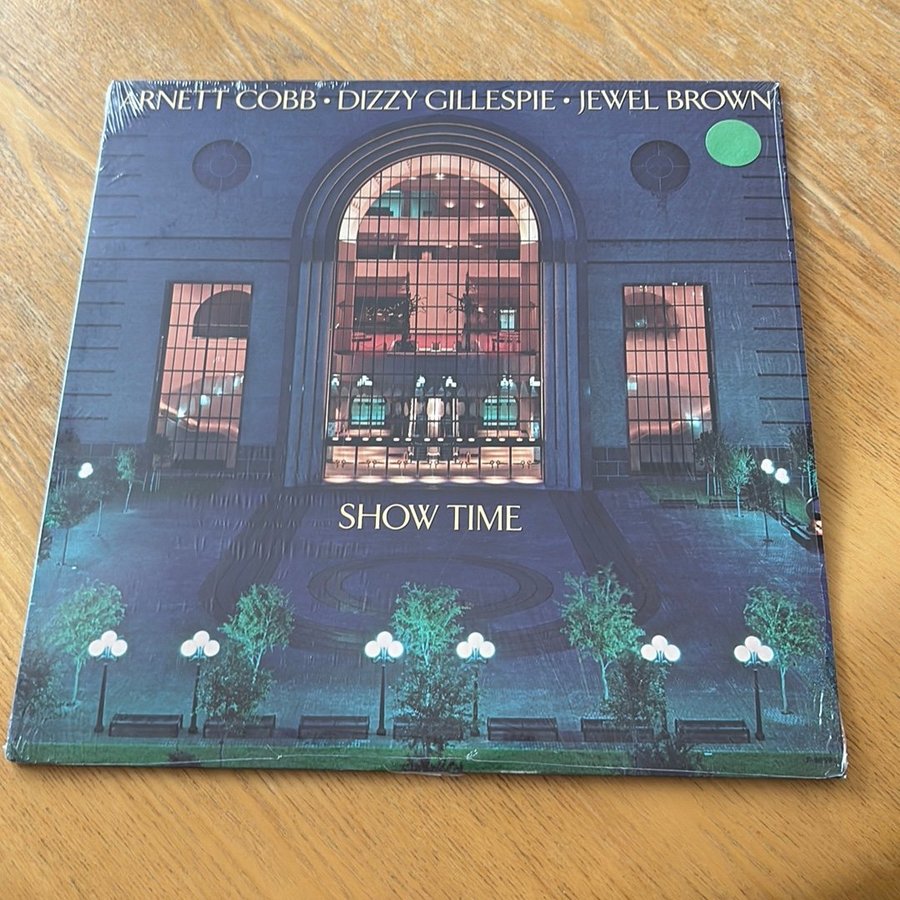 ARNETT COBB • DIZZY GILLESPIE • JEWEL BROWN
SHOW TIME